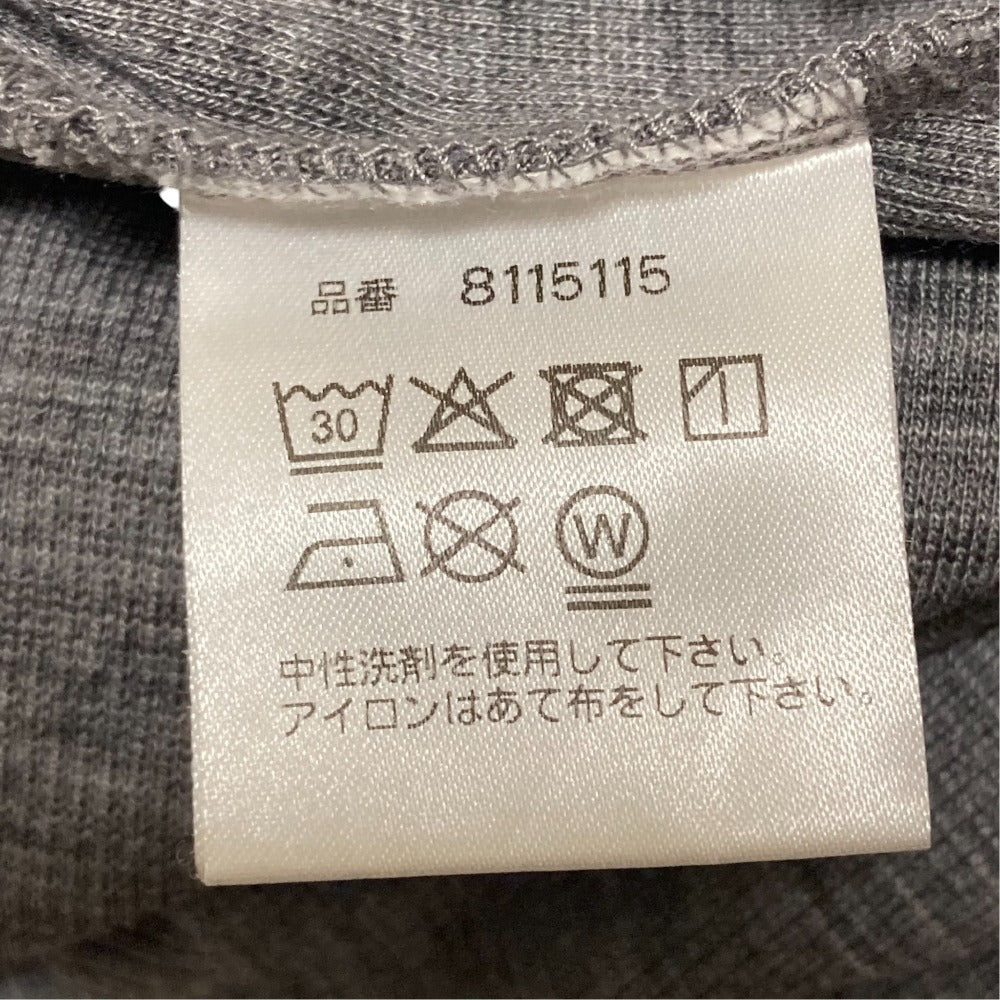 品番 8115115
30
W
中性洗剤を使用して下さい。
アイロンはあて布をして下さい。